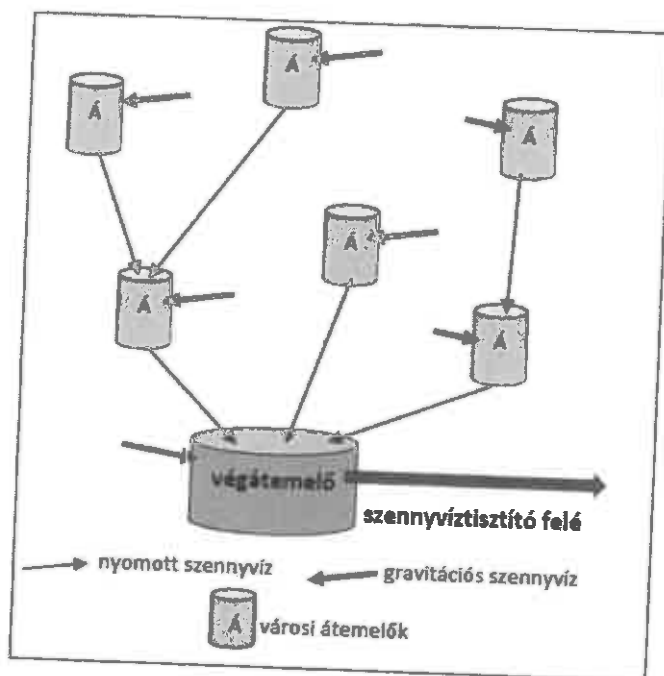 Á
Á
Á
Á
Á
Á
végátemelő
szennyvíztisztító felé
nyomott szennyvíz
gravitációs szennyvíz
Á
városi átemelők